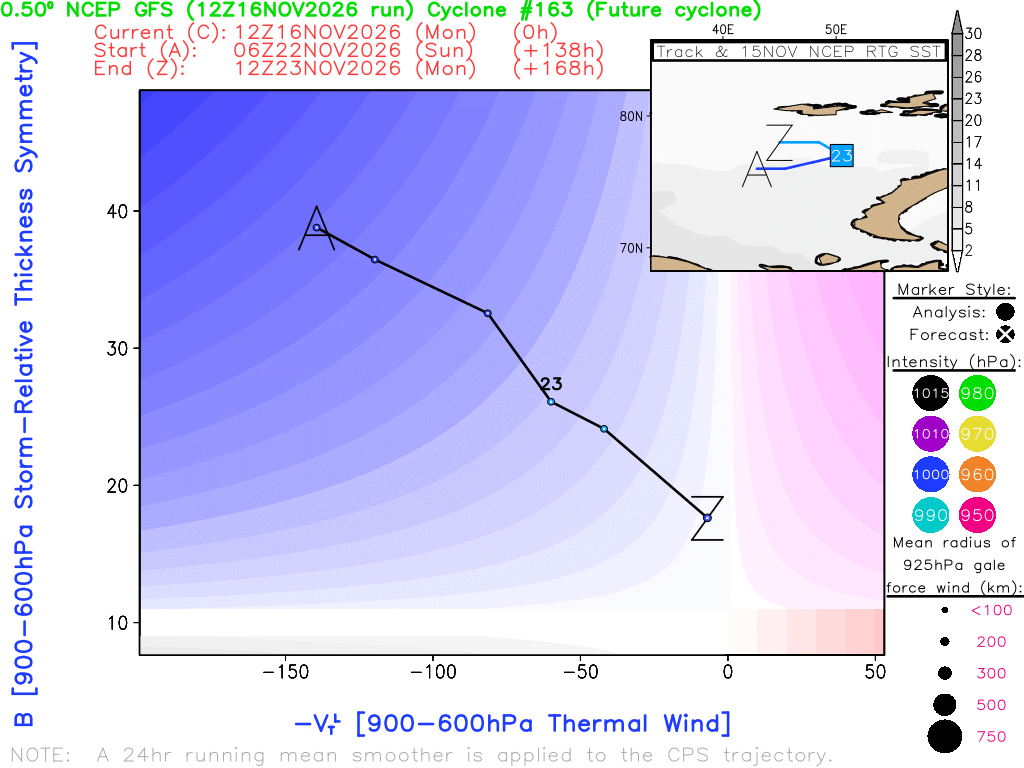 0.50° NCEP GFS (12Z16NOV2026 run) Cyclone #163 (Future cyclone)
Current (C): 12Z16NOV2026 (Mon) (0h)
Start (A): 06Z22NOV2026 (Sun) (+138h)
End (Z): 12Z23NOV2026 (Mon) (+168h)
40E 50E
Track & 15NOV NCEP RTG SST
80N
70N
Z
A
23
30
28
26
23
20
17
14
11
8
5
2
B [900-600hPa Storm-Relative Thickness Symmetry]
40
30
20
10
A
23
Z
-150 -100 -50 0 50
-VTL [900-600hPa Thermal Wind]
Marker Style:
Analysis:
Forecast:
Intensity (hPa):
1015 980
1010 970
1000 960
990 950
Mean radius of
925hPa gale
force wind (km):
<100
200
300
500
750
NOTE: A 24hr running mean smoother is applied to the CPS trajectory.